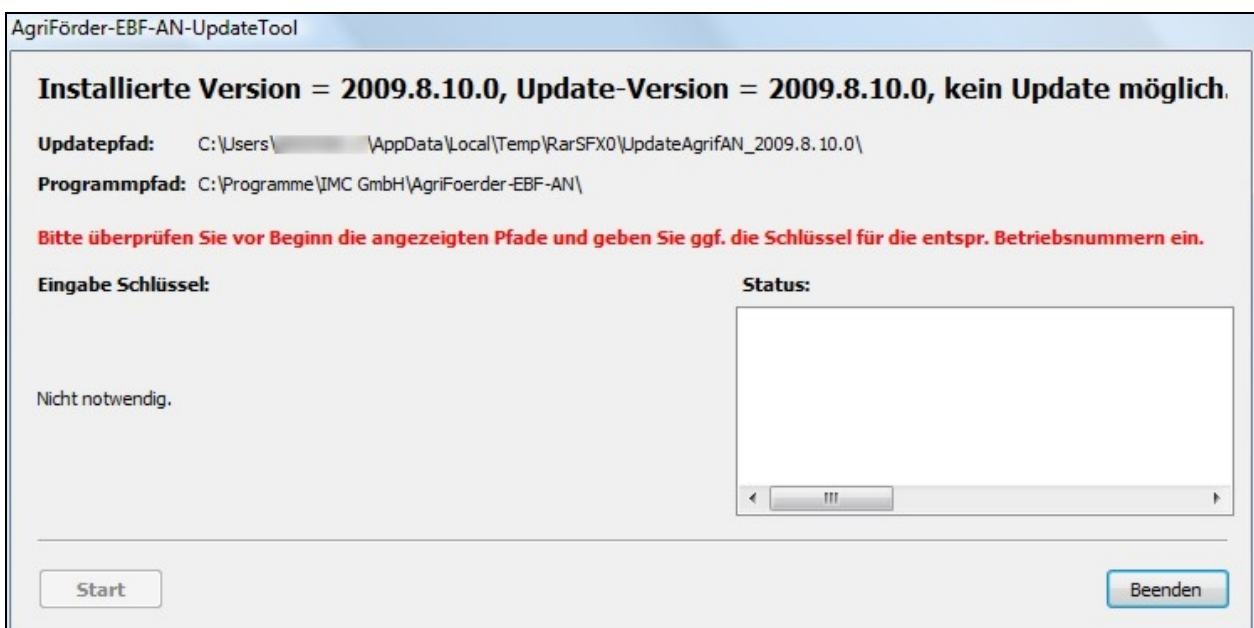 AgriFörder-EBF-AN-UpdateTool
Installierte Version = 2009.8.10.0, Update-Version = 2009.8.10.0, kein Update möglich.
Updatepfad: C:\Users\ \AppData\Local\Temp\RarSFX0\UpdateAgrifAN_2009.8.10.0\
Programmpfad: C:\Programme\IMC GmbH\AgriFoerder-EBF-AN\
Bitte überprüfen Sie vor Beginn die angezeigten Pfade und geben Sie ggf. die Schlüssel für die entspr. Betriebsnummern ein.
Eingabe Schlüssel: Status:
Nicht notwendig.
Start Beenden